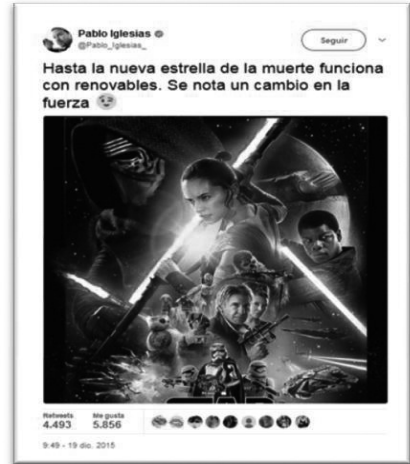 Pablo Iglesias
@Pablo_Iglesias_
Seguir
Hasta la nueva estrella de la muerte funciona
con renovables. Se nota un cambio en la
fuerza
Retweets
4.493
Me gusta
5.856
9:49 - 19 dic. 2015